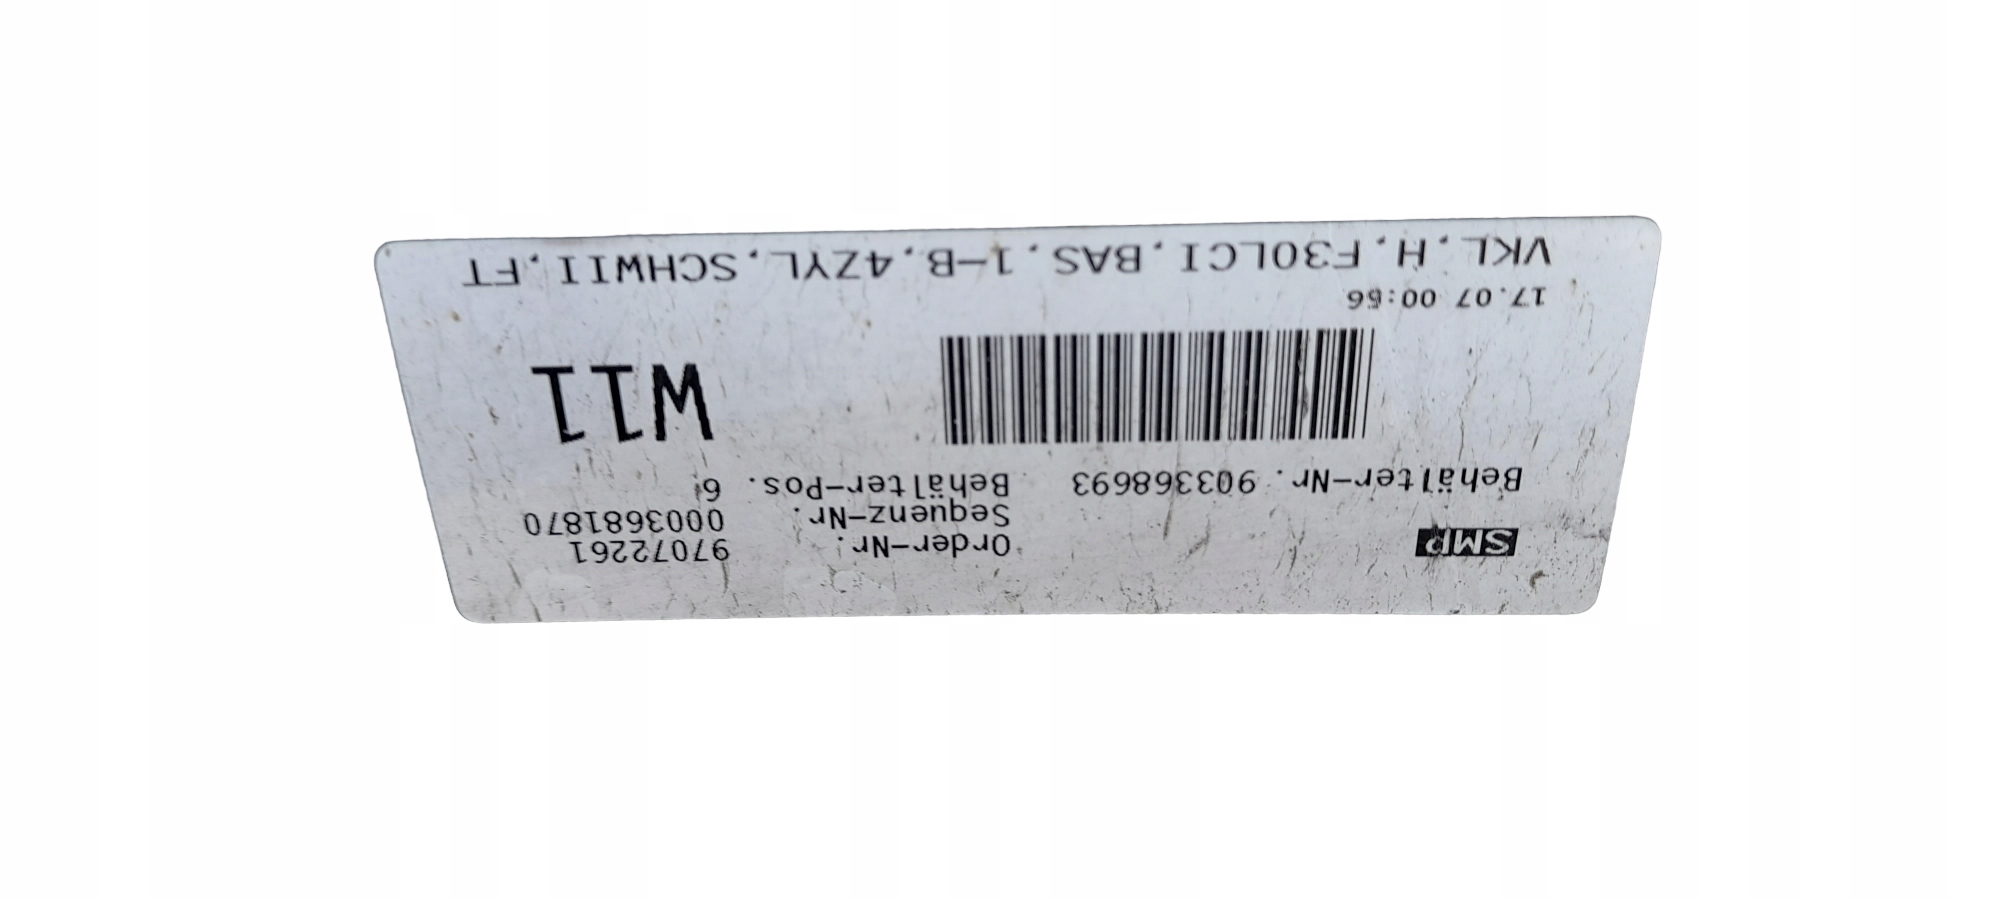 SMP Order-Nr. 97072261
Sequenz-Nr. 0003681870
Behälter-Nr. 903368693 Behälter-Pos. 6
W11
17.07 00:56
VKL,H,F30LCI,BAS,1-B,4ZYL,SCHWII,FT